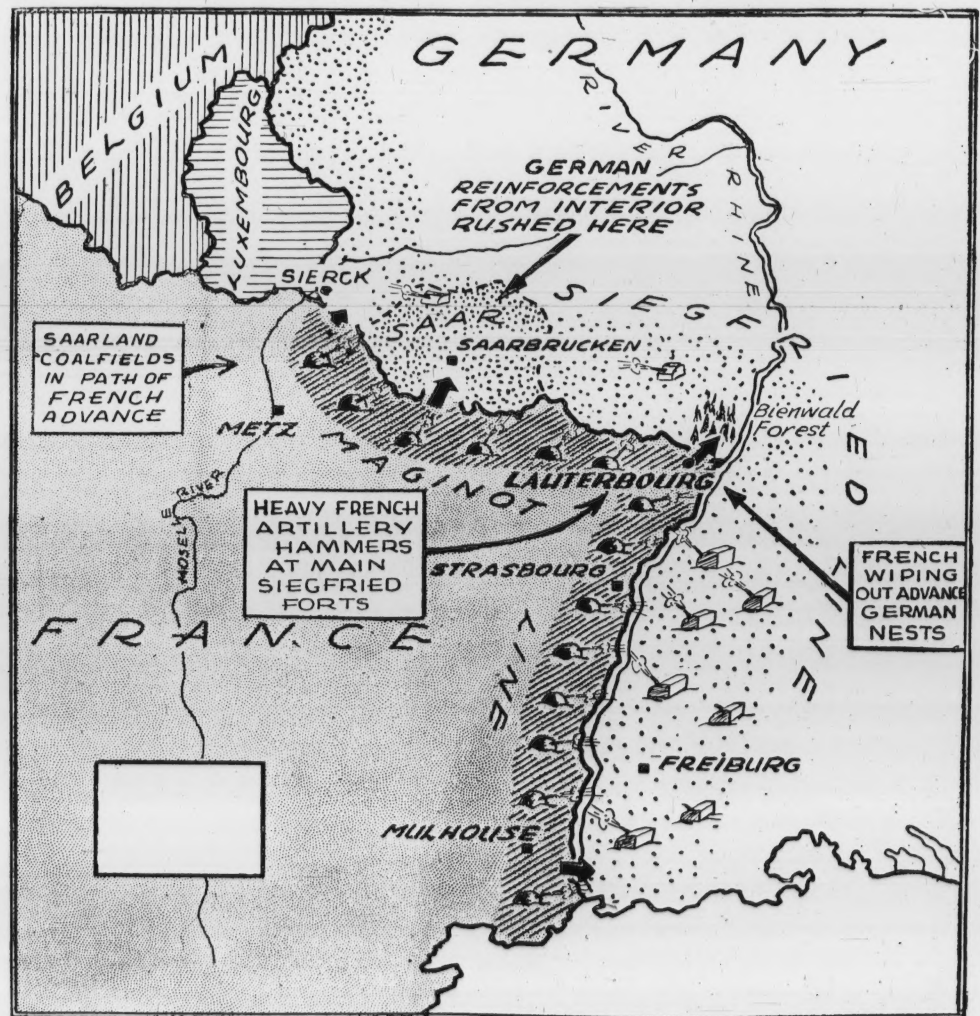 GERMANY
BELGIUM
LUXEMBOURG
RIVER RHINE
GERMAN
REINFORCEMENTS
FROM INTERIOR
RUSHED HERE
SIERCK
SIEGFRIED LINE
SAAR
SAARBRUCKEN
SAARLAND
COALFIELDS
IN PATH OF
FRENCH
ADVANCE
METZ
Bienwald
Forest
MAGINOT LINE
LAUTERBOURG
MOSELE RIVER
HEAVY FRENCH
ARTILLERY
HAMMERS
AT MAIN
SIEGFRIED
FORTS
STRASBOURG
FRENCH
WIPING
OUT ADVANCE
GERMAN
NESTS
FRANCE
FREIBURG
MULHOUSE